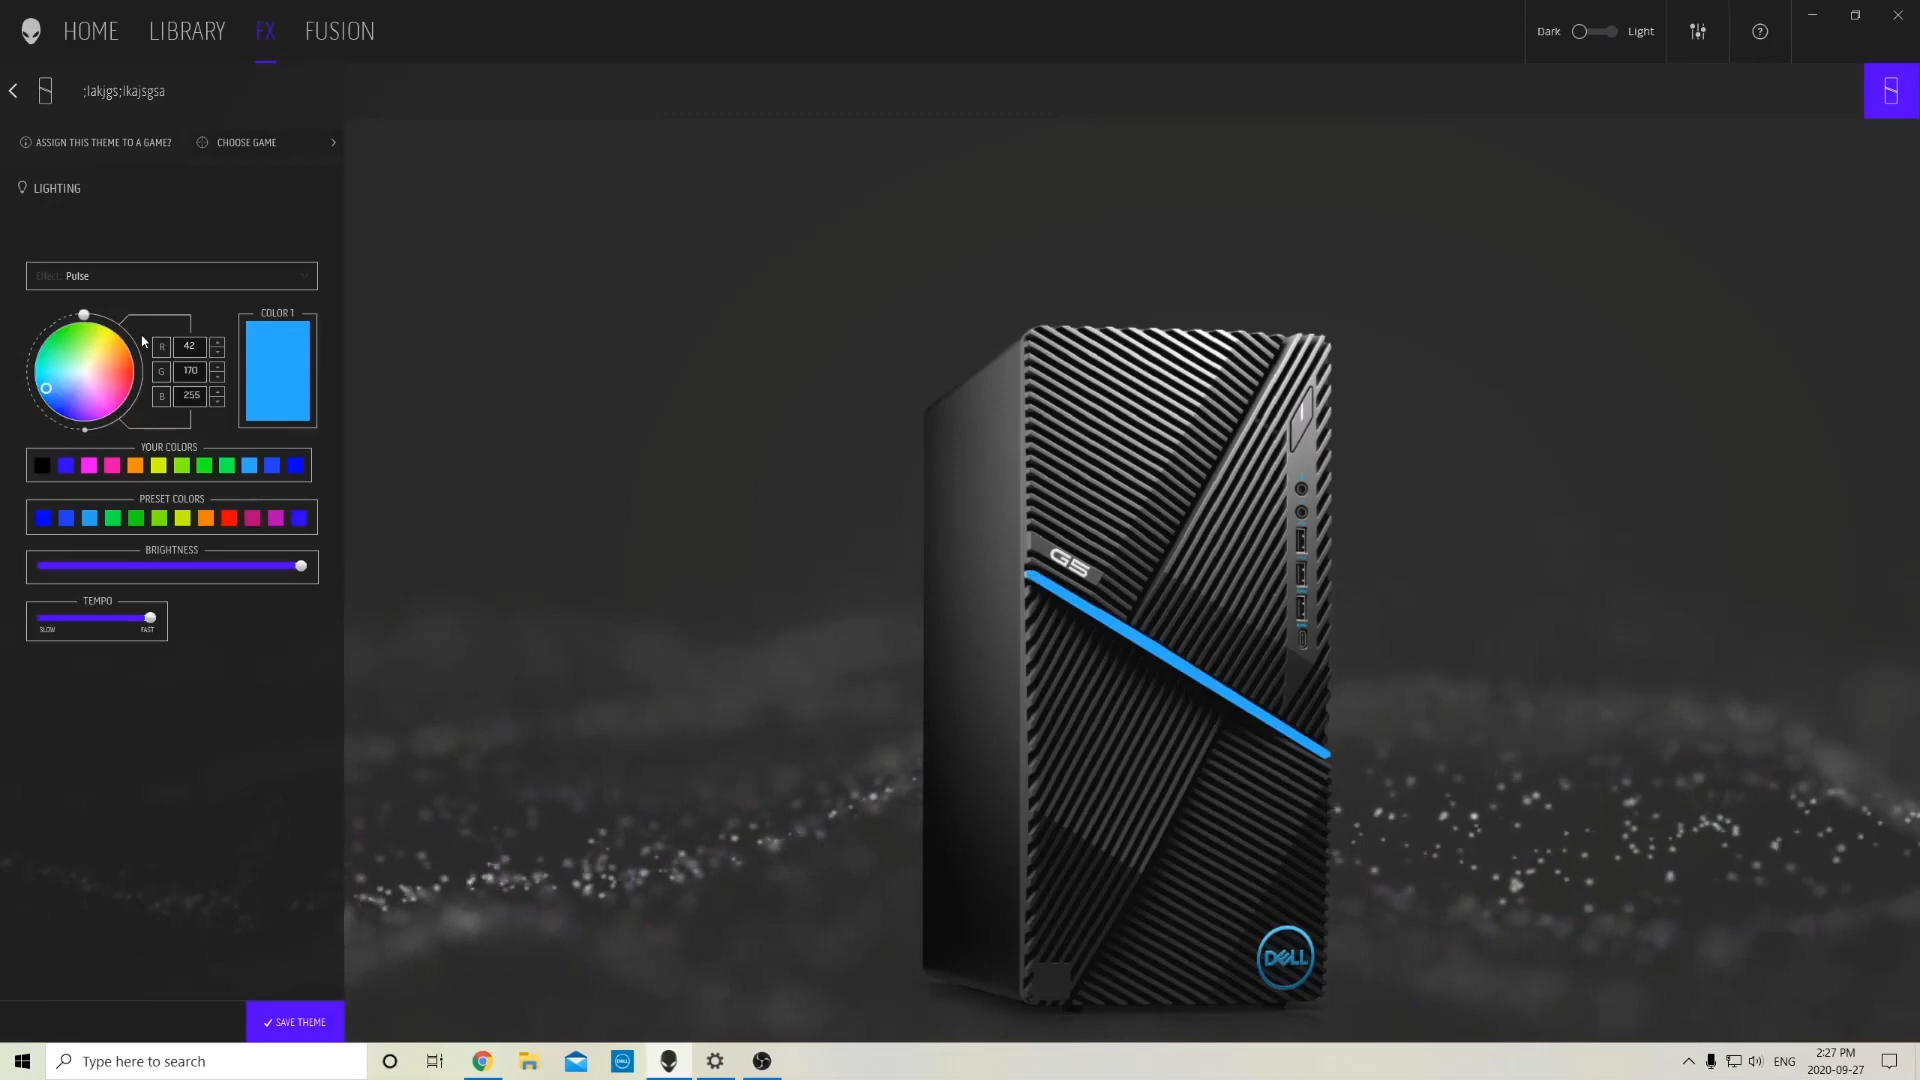 HOME LIBRARY FX FUSION Dark Light
;lakjgs;lkajsgsa
ASSIGN THIS THEME TO A GAME? CHOOSE GAME
LIGHTING
Effect: Pulse
COLOR 1
R 42
G 170
B 255
YOUR COLORS
PRESET COLORS
BRIGHTNESS
TEMPO
SLOW FAST
G5
DELL
SAVE THEME
Type here to search
DELL
ENG
2:27 PM
2020-09-27